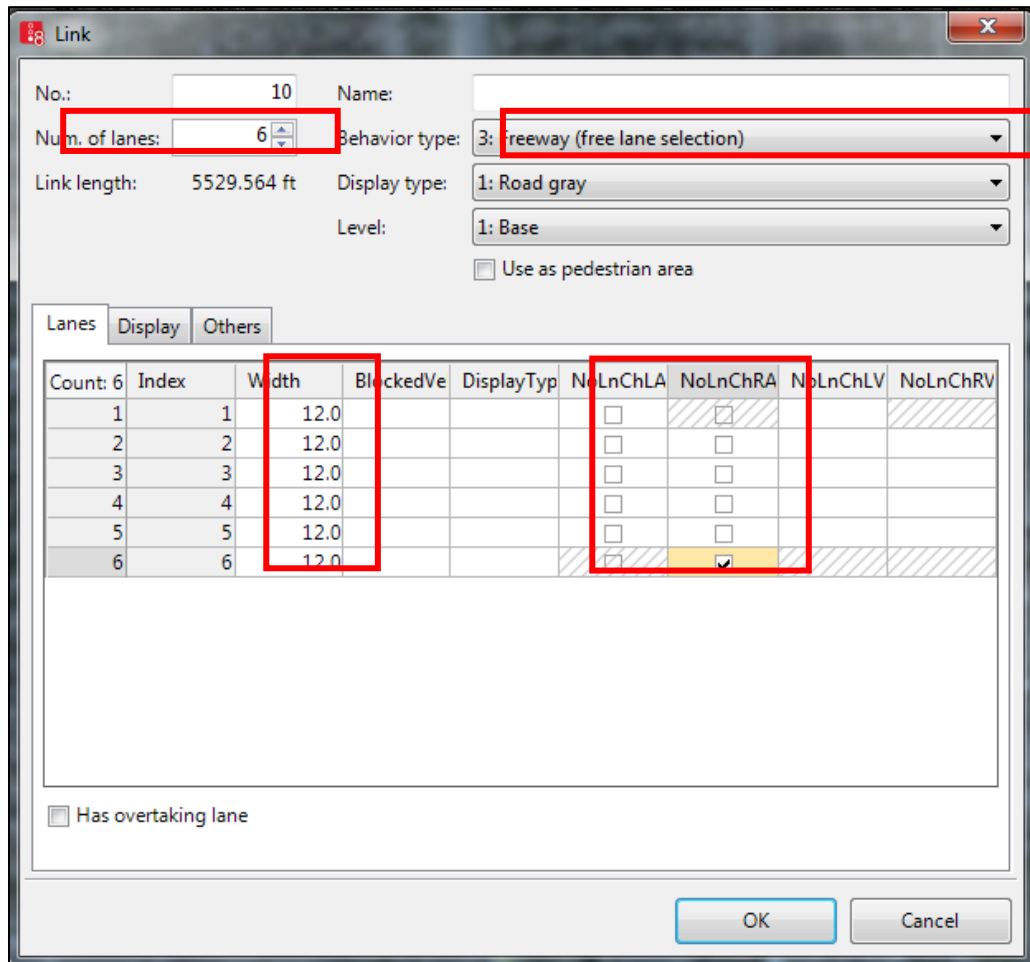 Link
No.: 10 Name:
Num. of lanes: 6 Behavior type: 3: Freeway (free lane selection)
Link length: 5529.564 ft Display type: 1: Road gray
Level: 1: Base
Use as pedestrian area
Lanes Display Others
Count: 6 Index Width BlockedVe DisplayTyp NoLnChLA NoLnChRA NoLnChLV NoLnChRV
1 1 12.0
2 2 12.0
3 3 12.0
4 4 12.0
5 5 12.0
6 6 12.0
Has overtaking lane
OK Cancel